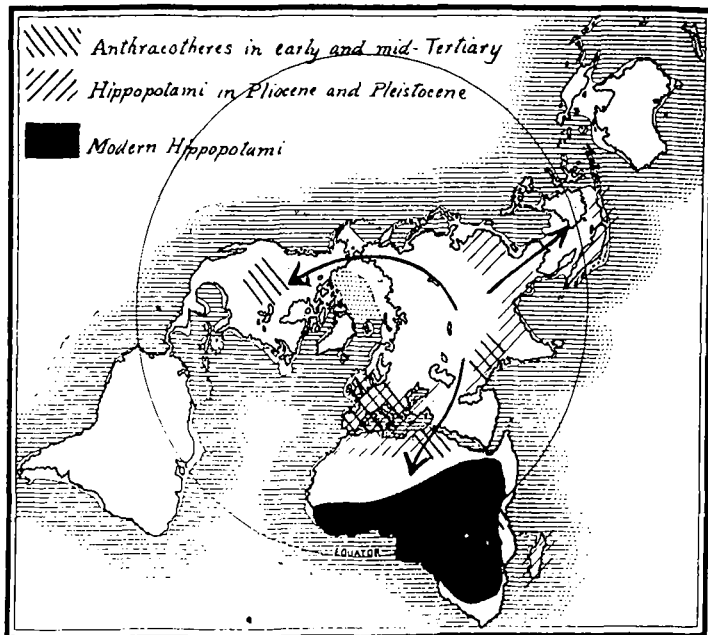 Anthracotheres in early and mid-Tertiary
Hippopotami in Pliocene and Pleistocene
Modern Hippopotami
EQUATOR